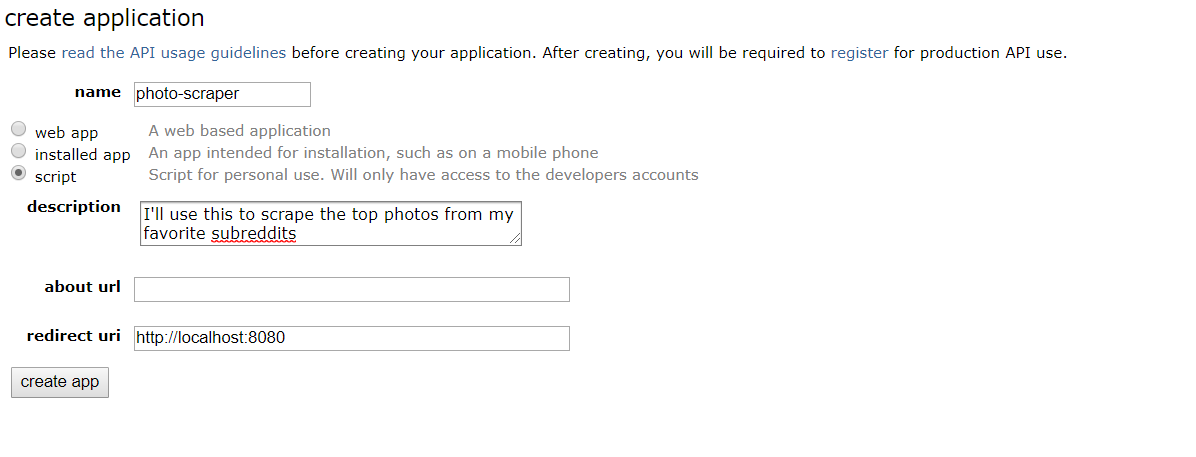 create application
Please read the API usage guidelines before creating your application. After creating, you will be required to register for production API use.
name photo-scraper
web app A web based application
installed app An app intended for installation, such as on a mobile phone
script Script for personal use. Will only have access to the developers accounts
description I'll use this to scrape the top photos from my
favorite subreddits
about url
redirect uri http://localhost:8080
create app